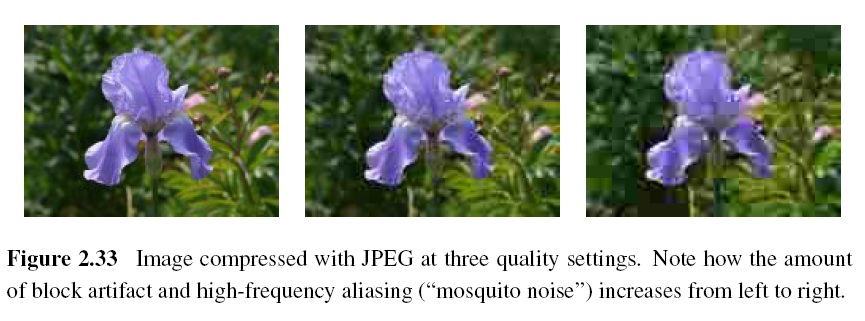 Figure 2.33 Image compressed with JPEG at three quality settings. Note how the amount
of block artifact and high-frequency aliasing (“mosquito noise”) increases from left to right.